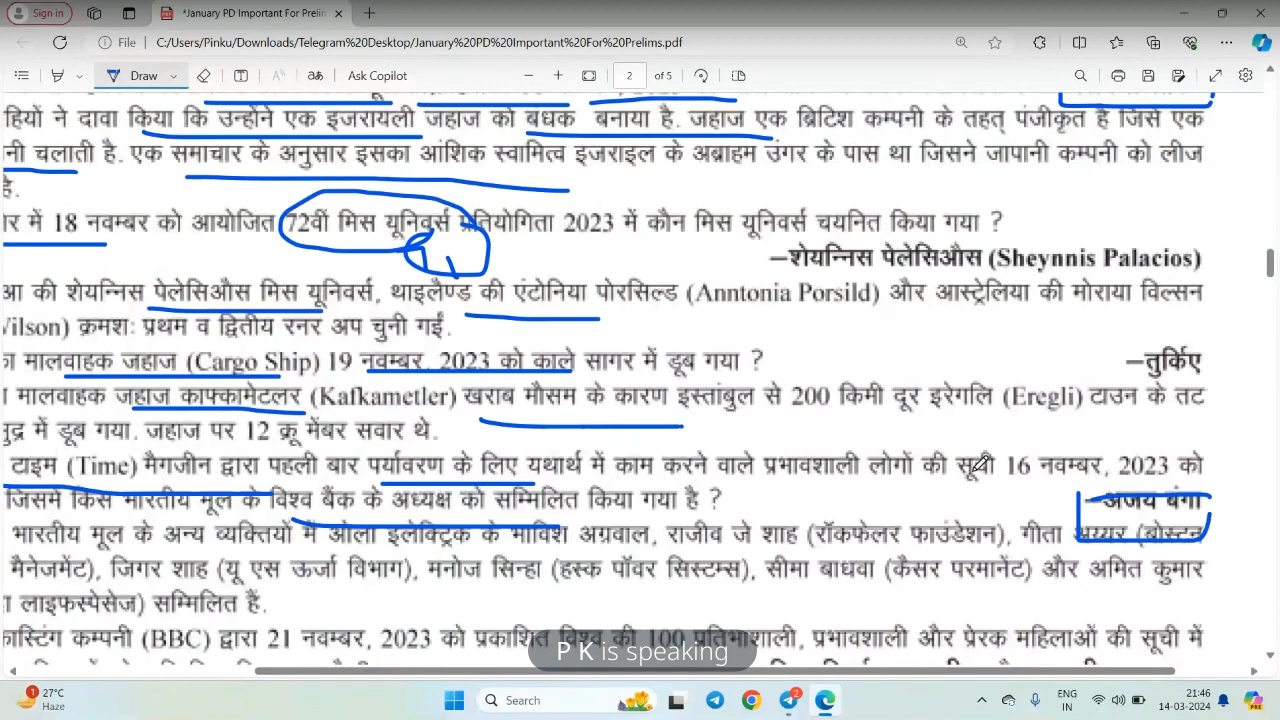 Sign in
*January PD Important For Prelim
File
C:/Users/Pinku/Downloads/Telegram%20Desktop/January%20PD%20Important%20For%20Prelims.pdf
Draw
Ask Copilot
2 of 5
हियों ने दावा किया कि उन्होंने एक इजरायली जहाज को बंधक बनाया है. जहाज एक ब्रिटिश कम्पनी के तहत् पंजीकृत है जिसे एक
नी चलाती है. एक समाचार के अनुसार इसका आंशिक स्वामित्व इजराइल के अब्राहम उंगर के पास था जिसने जापानी कम्पनी को लीज
है.
र में 18 नवम्बर को आयोजित 72वीं मिस यूनिवर्स प्रतियोगिता 2023 में कौन मिस यूनिवर्स चयनित किया गया ?
–शेयन्निस पेलेसिऔस (Sheynnis Palacios)
आ की शेयन्निस पेलेसिऔस मिस यूनिवर्स, थाइलैण्ड की एंटोनिया पोरसिल्ड (Anntonia Porsild) और आस्ट्रेलिया की मोराया विल्सन
Wilson) क्रमश: प्रथम व द्वितीय रनर अप चुनी गईं.
ा मालवाहक जहाज (Cargo Ship) 19 नवम्बर, 2023 को काले सागर में डूब गया ?
–तुर्किए
मालवाहक जहाज काफ्कामेटलर (Kafkametler) खराब मौसम के कारण इस्तांबुल से 200 किमी दूर इरेगलि (Eregli) टाउन के तट
मुद्र में डूब गया. जहाज पर 12 क्रू मेंबर सवार थे.
टाइम (Time) मैगजीन द्वारा पहली बार पर्यावरण के लिए यथार्थ में काम करने वाले प्रभावशाली लोगों की सूची 16 नवम्बर, 2023 को
जिसमें किस भारतीय मूल के विश्व बैंक के अध्यक्ष को सम्मिलित किया गया है ?
–अजय बंगा
भारतीय मूल के अन्य व्यक्तियों में ओला इलेक्ट्रिक के भाविश अग्रवाल, राजीव जे शाह (रॉकफेलर फाउंडेशन), गीता अय्यर (बोस्टन
मैनेजमेंट), जिगर शाह (यू एस ऊर्जा विभाग), मनोज सिन्हा (हस्क पॉवर सिस्टम्स), सीमा बाधवा (कैसर परमानेंट) और अमित कुमार
लाइफस्पेसेज) सम्मिलित हैं.
कास्टिंग कम्पनी (BBC) द्वारा 21 नवम्बर, 2023 को प्रकाशित विश्व की 100 प्रतिभाशाली, प्रभावशाली और प्रेरक महिलाओं की सूची में
P K is speaking
1
27°C
Haze
Search
2
ENG
IN
21:46
14-03-2024